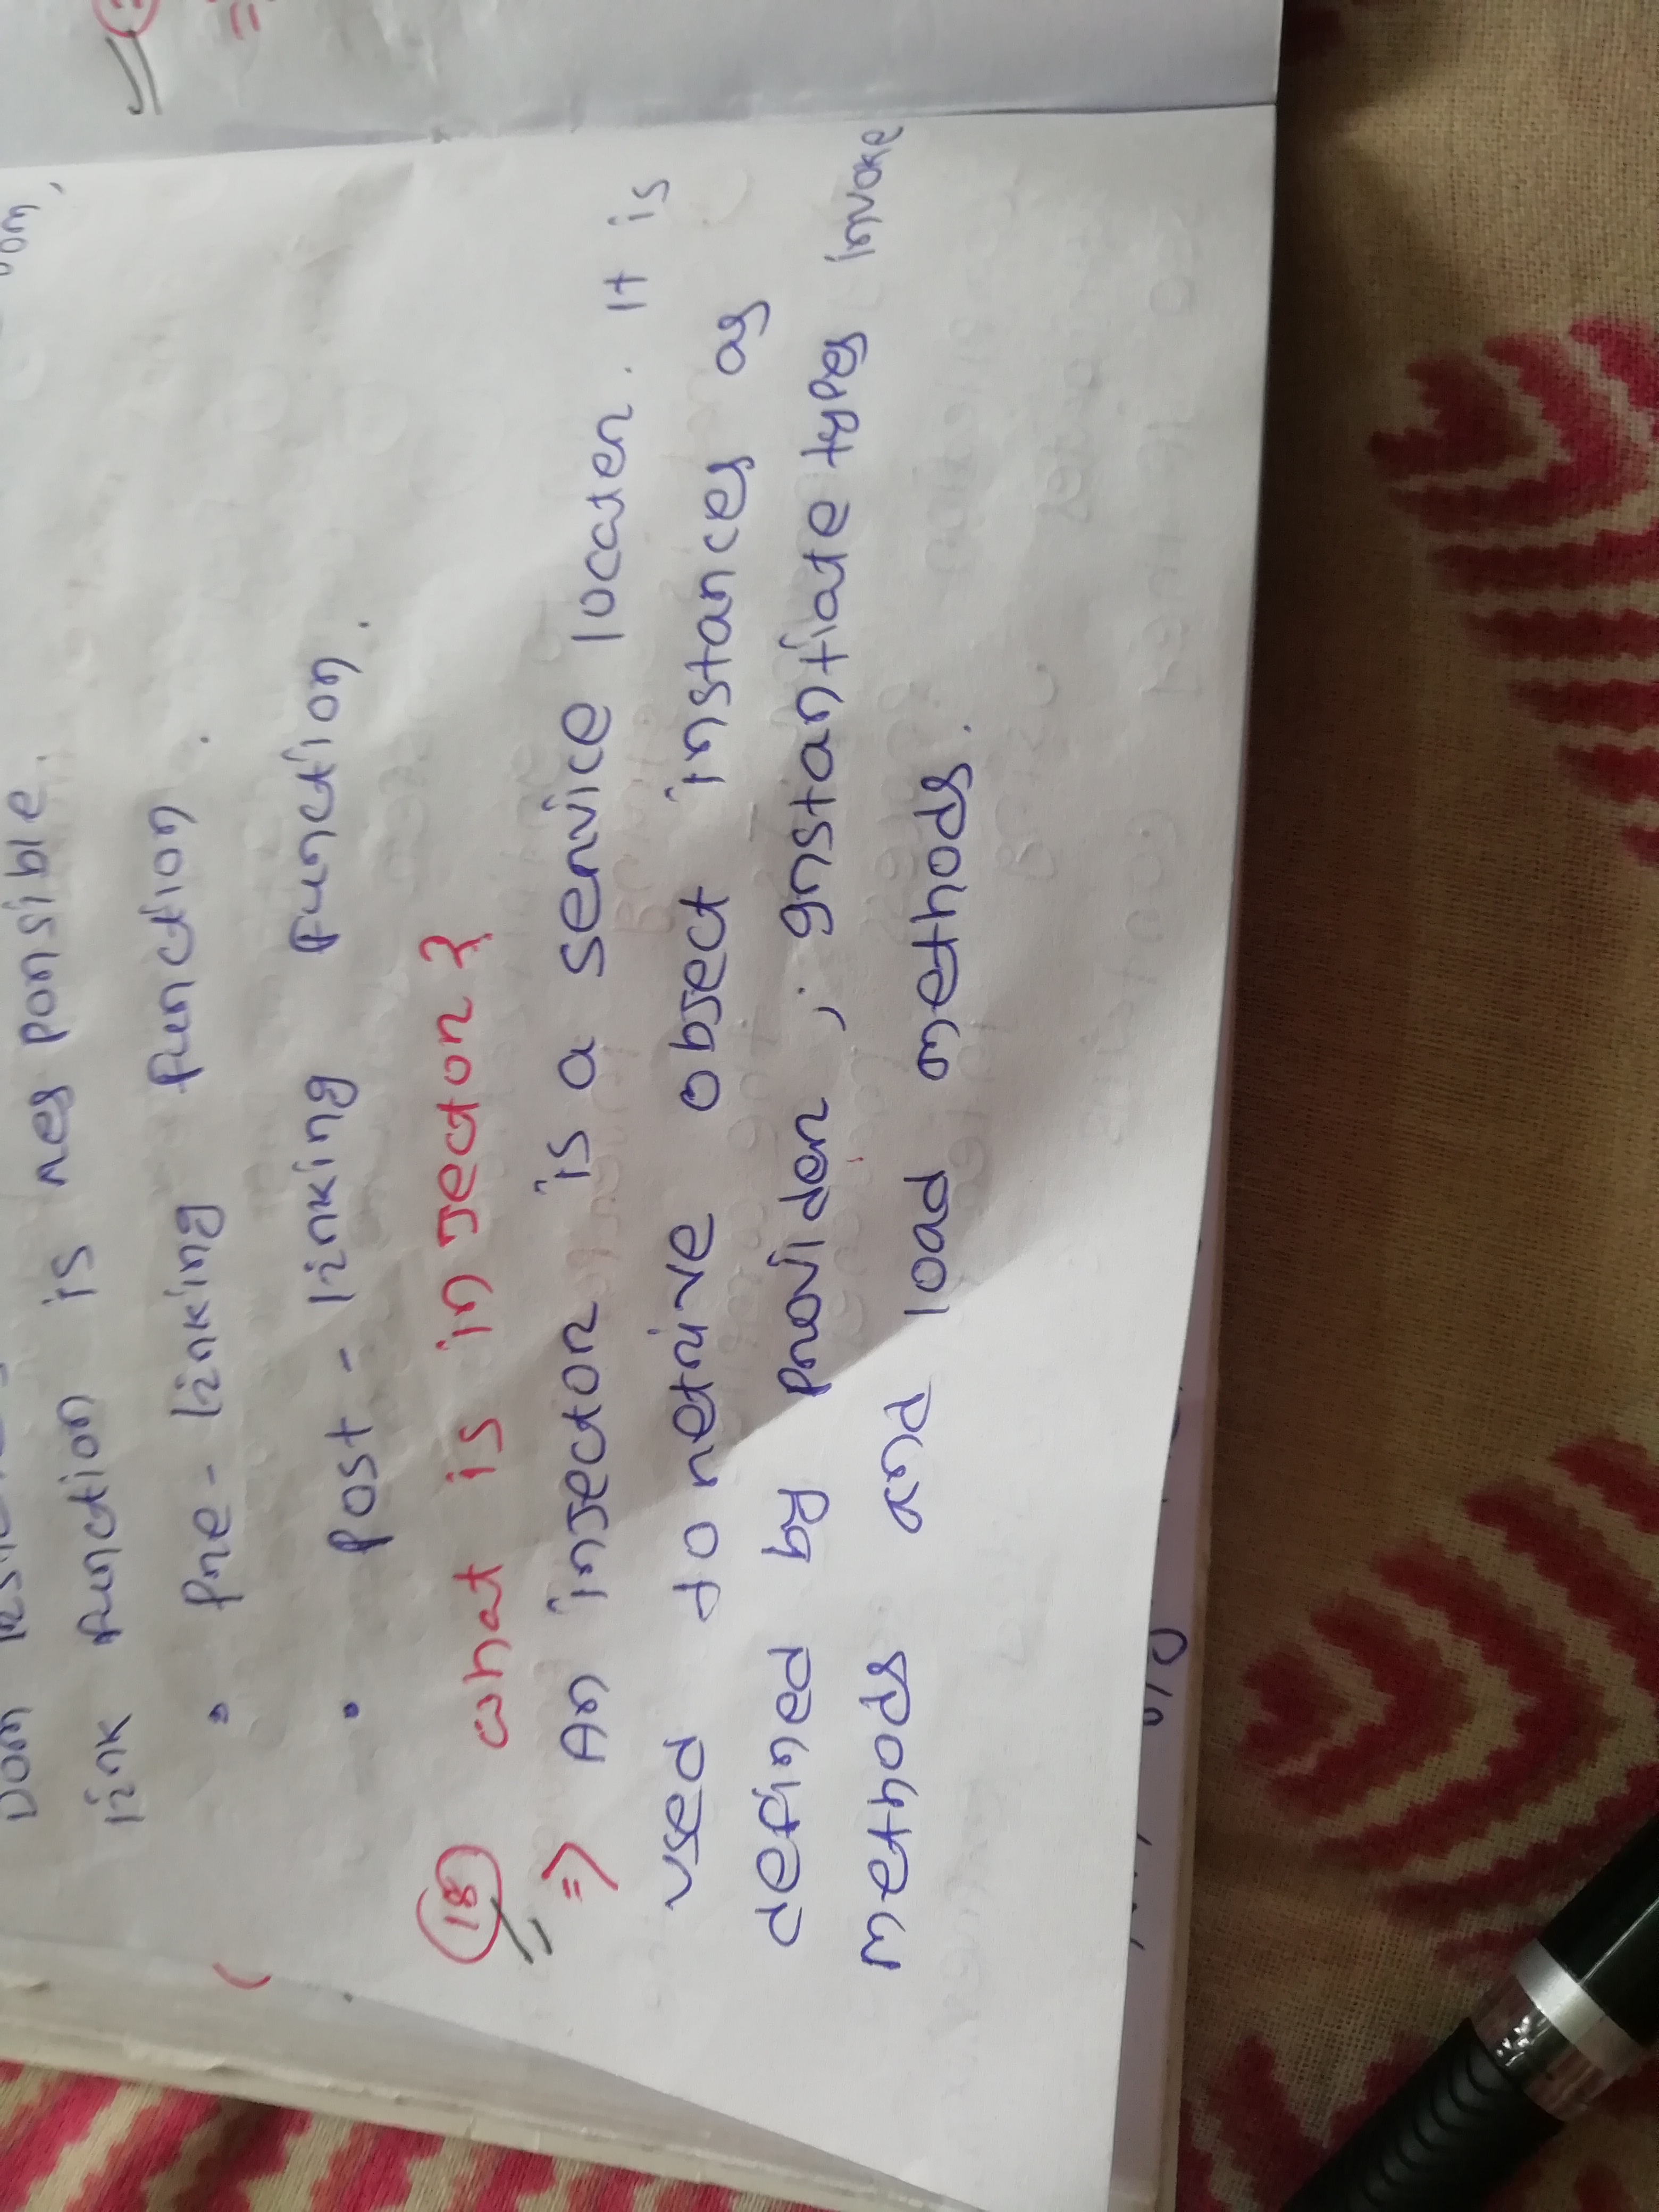 Dom
Dom,
link function is responsible.
• Pre - linking function.
• Post - linking function.
18 what is injector?
=> An injector is a service locater. It is
used to retrive object instances as
defined by provider, Instantiate types invoke
methods and load methods.